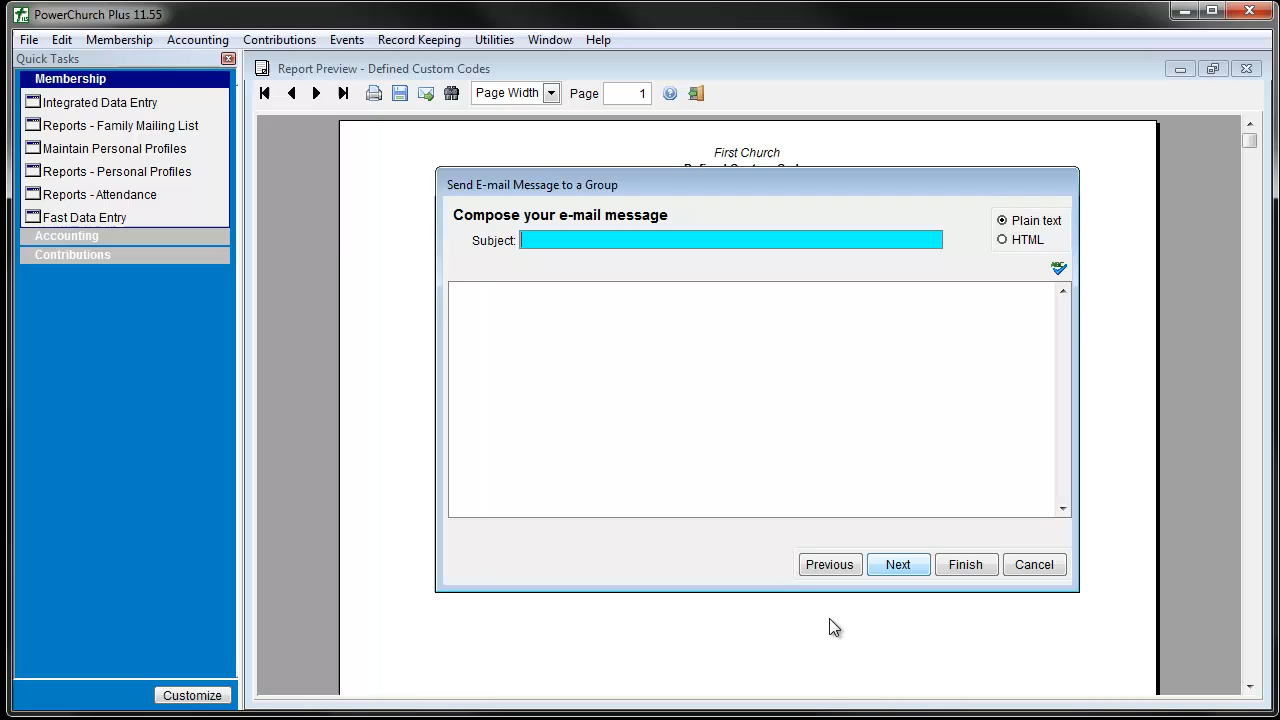 PowerChurch Plus 11.55
File Edit Membership Accounting Contributions Events Record Keeping Utilities Window Help
Quick Tasks
Membership
Integrated Data Entry
Reports - Family Mailing List
Maintain Personal Profiles
Reports - Personal Profiles
Reports - Attendance
Fast Data Entry
Accounting
Contributions
Customize
Report Preview - Defined Custom Codes
Page Width Page 1
First Church
Send E-mail Message to a Group
Compose your e-mail message
Subject:
Plain text
HTML
ABC
Previous Next Finish Cancel